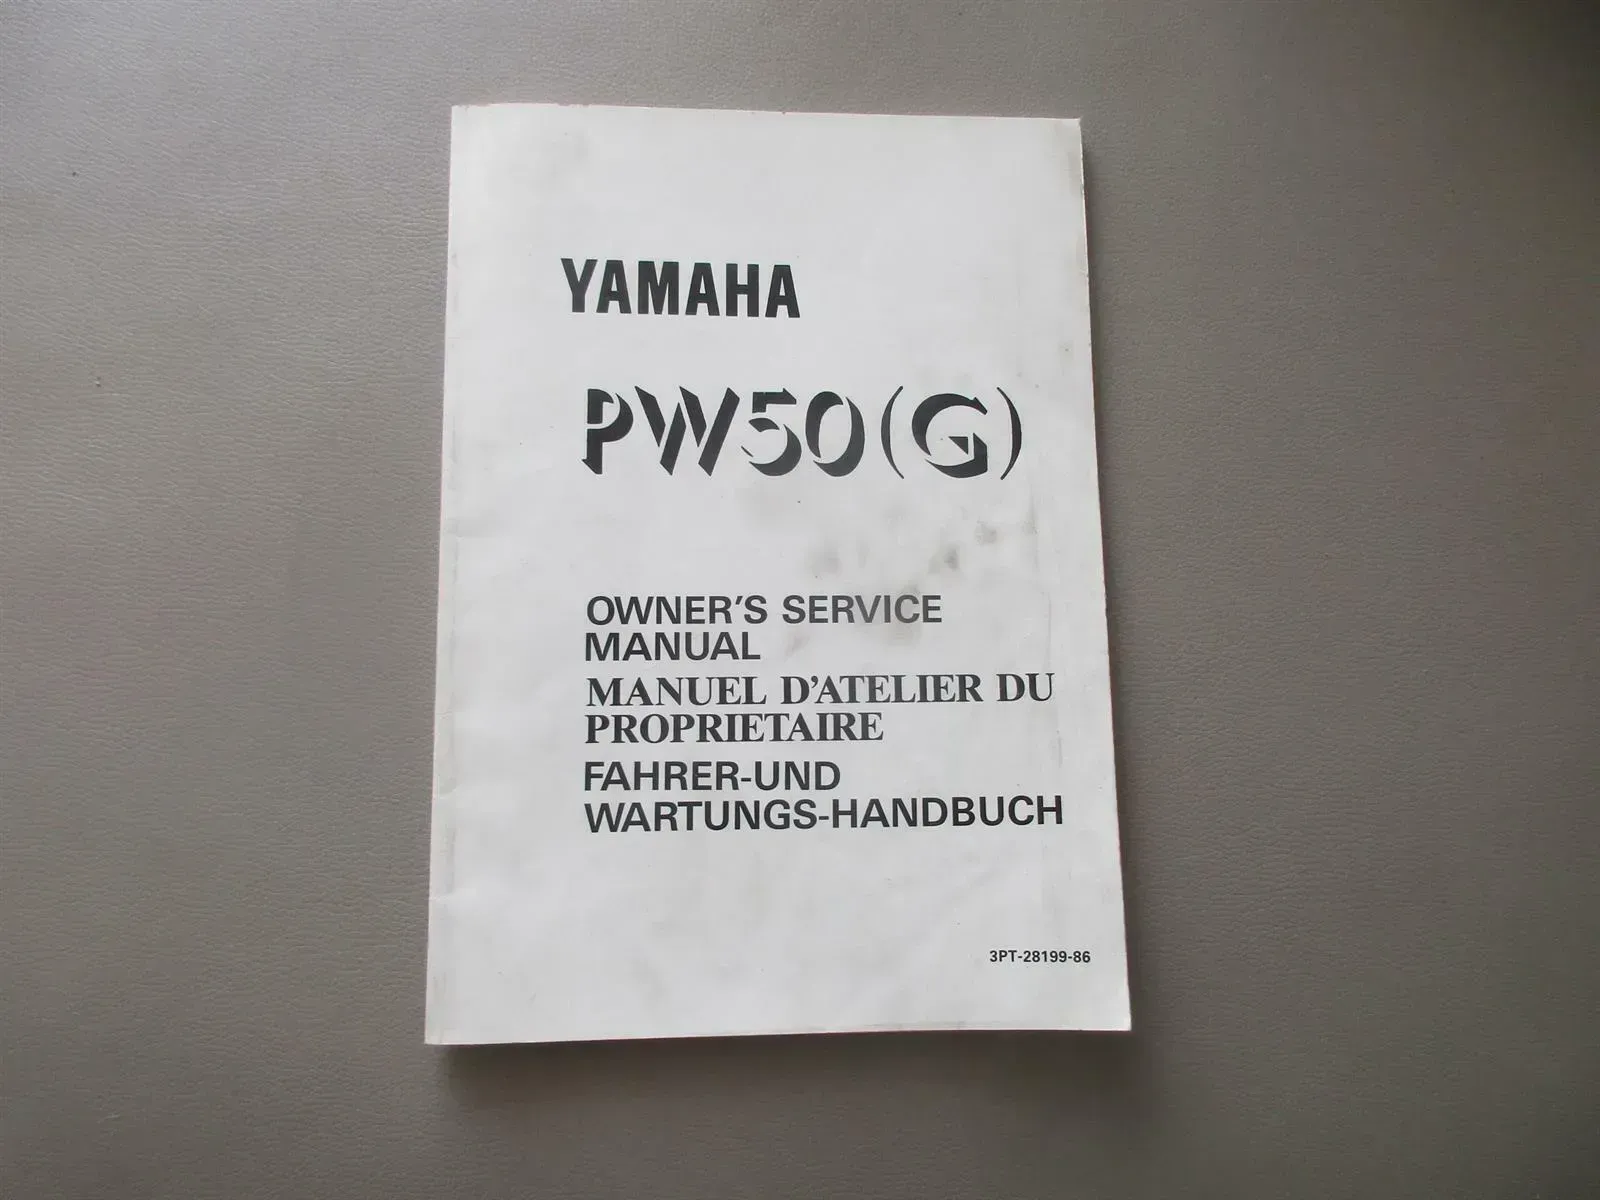 YAMAHA
PW50(G)
OWNER'S SERVICE
MANUAL
MANUEL D'ATELIER DU
PROPRIETAIRE
FAHRER-UND
WARTUNGS-HANDBUCH
3PT-28199-86